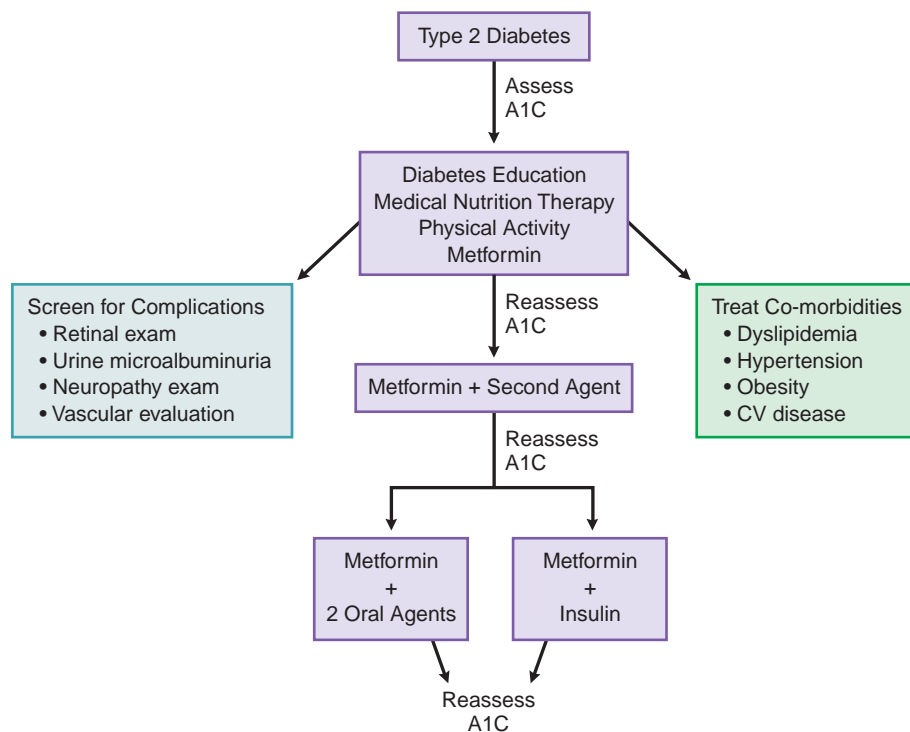 Type 2 Diabetes
Assess
A1C
Diabetes Education
Medical Nutrition Therapy
Physical Activity
Metformin
Screen for Complications
• Retinal exam
• Urine microalbuminuria
• Neuropathy exam
• Vascular evaluation
Reassess
A1C
Treat Co-morbidities
• Dyslipidemia
• Hypertension
• Obesity
• CV disease
Metformin + Second Agent
Reassess
A1C
Metformin
+
2 Oral Agents
Metformin
+
Insulin
Reassess
A1C